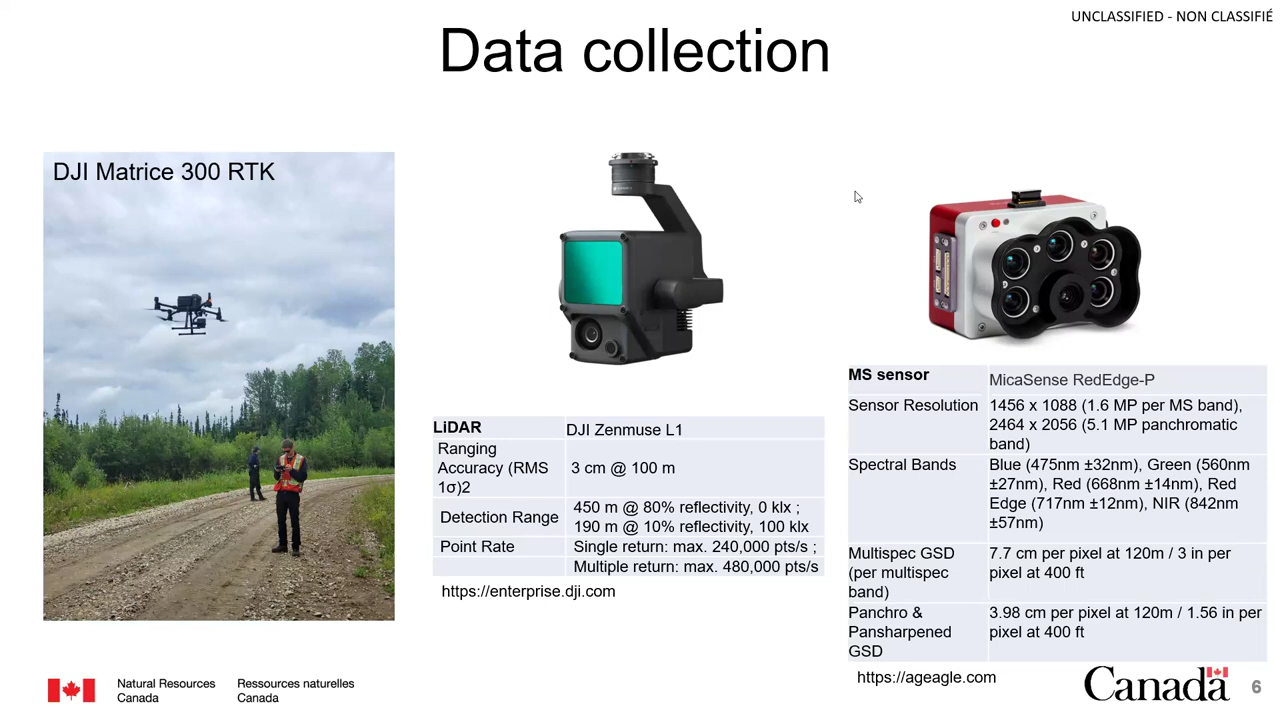 UNCLASSIFIED - NON CLASSIFIÉ
Data collection
DJI Matrice 300 RTK
LiDAR
DJI Zenmuse L1
Ranging
Accuracy (RMS
1σ)2
3 cm @ 100 m
Detection Range
450 m @ 80% reflectivity, 0 klx ;
190 m @ 10% reflectivity, 100 klx
Point Rate
Single return: max. 240,000 pts/s ;
Multiple return: max. 480,000 pts/s
https://enterprise.dji.com
MS sensor
MicaSense RedEdge-P
Sensor Resolution
1456 x 1088 (1.6 MP per MS band),
2464 x 2056 (5.1 MP panchromatic
band)
Spectral Bands
Blue (475nm ±32nm), Green (560nm
±27nm), Red (668nm ±14nm), Red
Edge (717nm ±12nm), NIR (842nm
±57nm)
Multispec GSD
(per multispec
band)
7.7 cm per pixel at 120m / 3 in per
pixel at 400 ft
Panchro &
Pansharpened
GSD
3.98 cm per pixel at 120m / 1.56 in per
pixel at 400 ft
https://ageagle.com
Natural Resources
Canada
Ressources naturelles
Canada
Canada
6